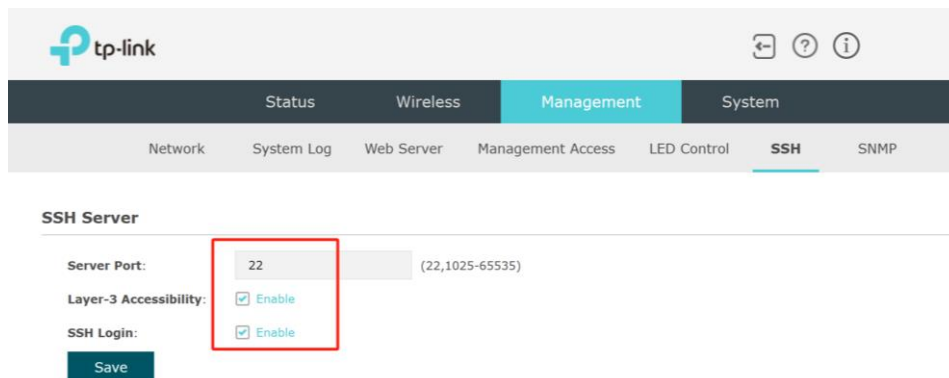 tp-link
Status Wireless Management System
Network System Log Web Server Management Access LED Control SSH SNMP
SSH Server
Server Port: 22 (22,1025-65535)
Layer-3 Accessibility: Enable
SSH Login: Enable
Save